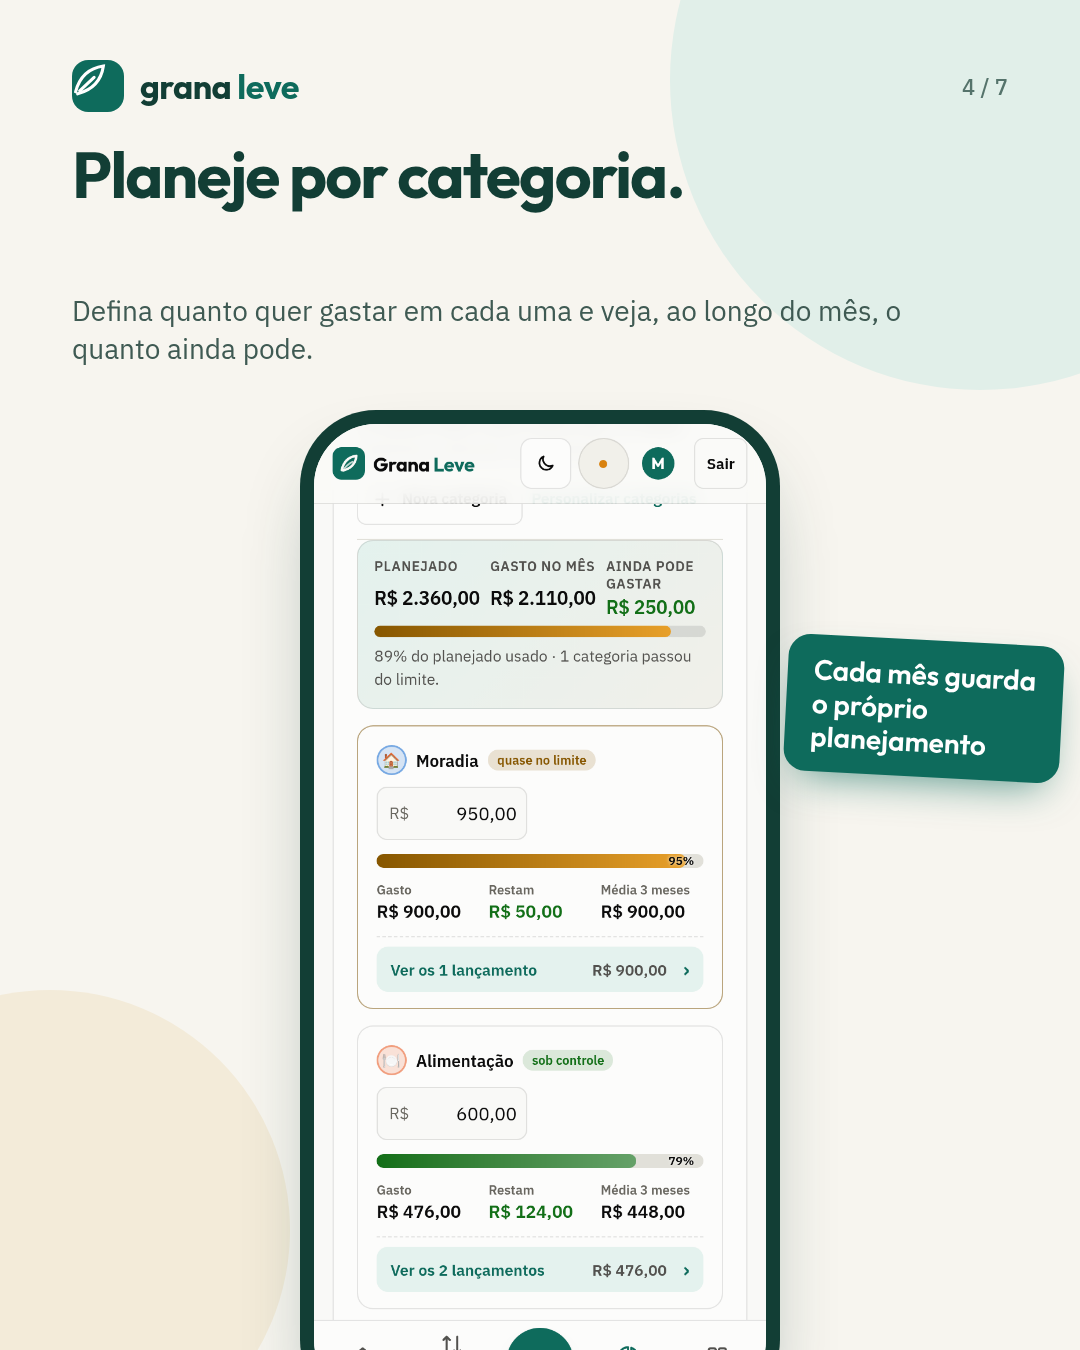 grana leve
4 / 7
Planeje por categoria.
Defina quanto quer gastar em cada uma e veja, ao longo do mês, o
quanto ainda pode.
Grana Leve
M
Sair
+ Nova categoria
Personalizar categorias
PLANEJADO
R$ 2.360,00
GASTO NO MÊS
R$ 2.110,00
AINDA PODE
GASTAR
R$ 250,00
89% do planejado usado · 1 categoria passou
do limite.
Cada mês guarda
o próprio
planejamento
Moradia
quase no limite
R$ 950,00
95%
Gasto
R$ 900,00
Restam
R$ 50,00
Média 3 meses
R$ 900,00
Ver os 1 lançamento
R$ 900,00 ›
Alimentação
sob controle
R$ 600,00
79%
Gasto
R$ 476,00
Restam
R$ 124,00
Média 3 meses
R$ 448,00
Ver os 2 lançamentos
R$ 476,00 ›